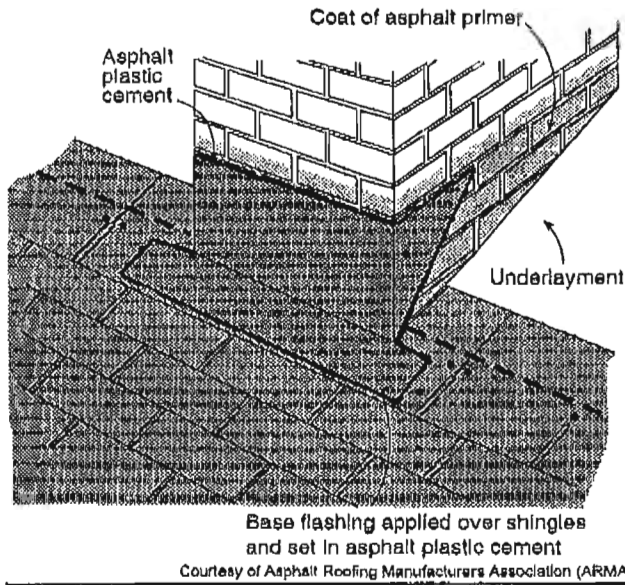 Coat of asphalt primer
Asphalt
plastic
cement
Underlayment
Base flashing applied over shingles
and set in asphalt plastic cement
Courtesy of Asphalt Roofing Manufacturers Association (ARMA